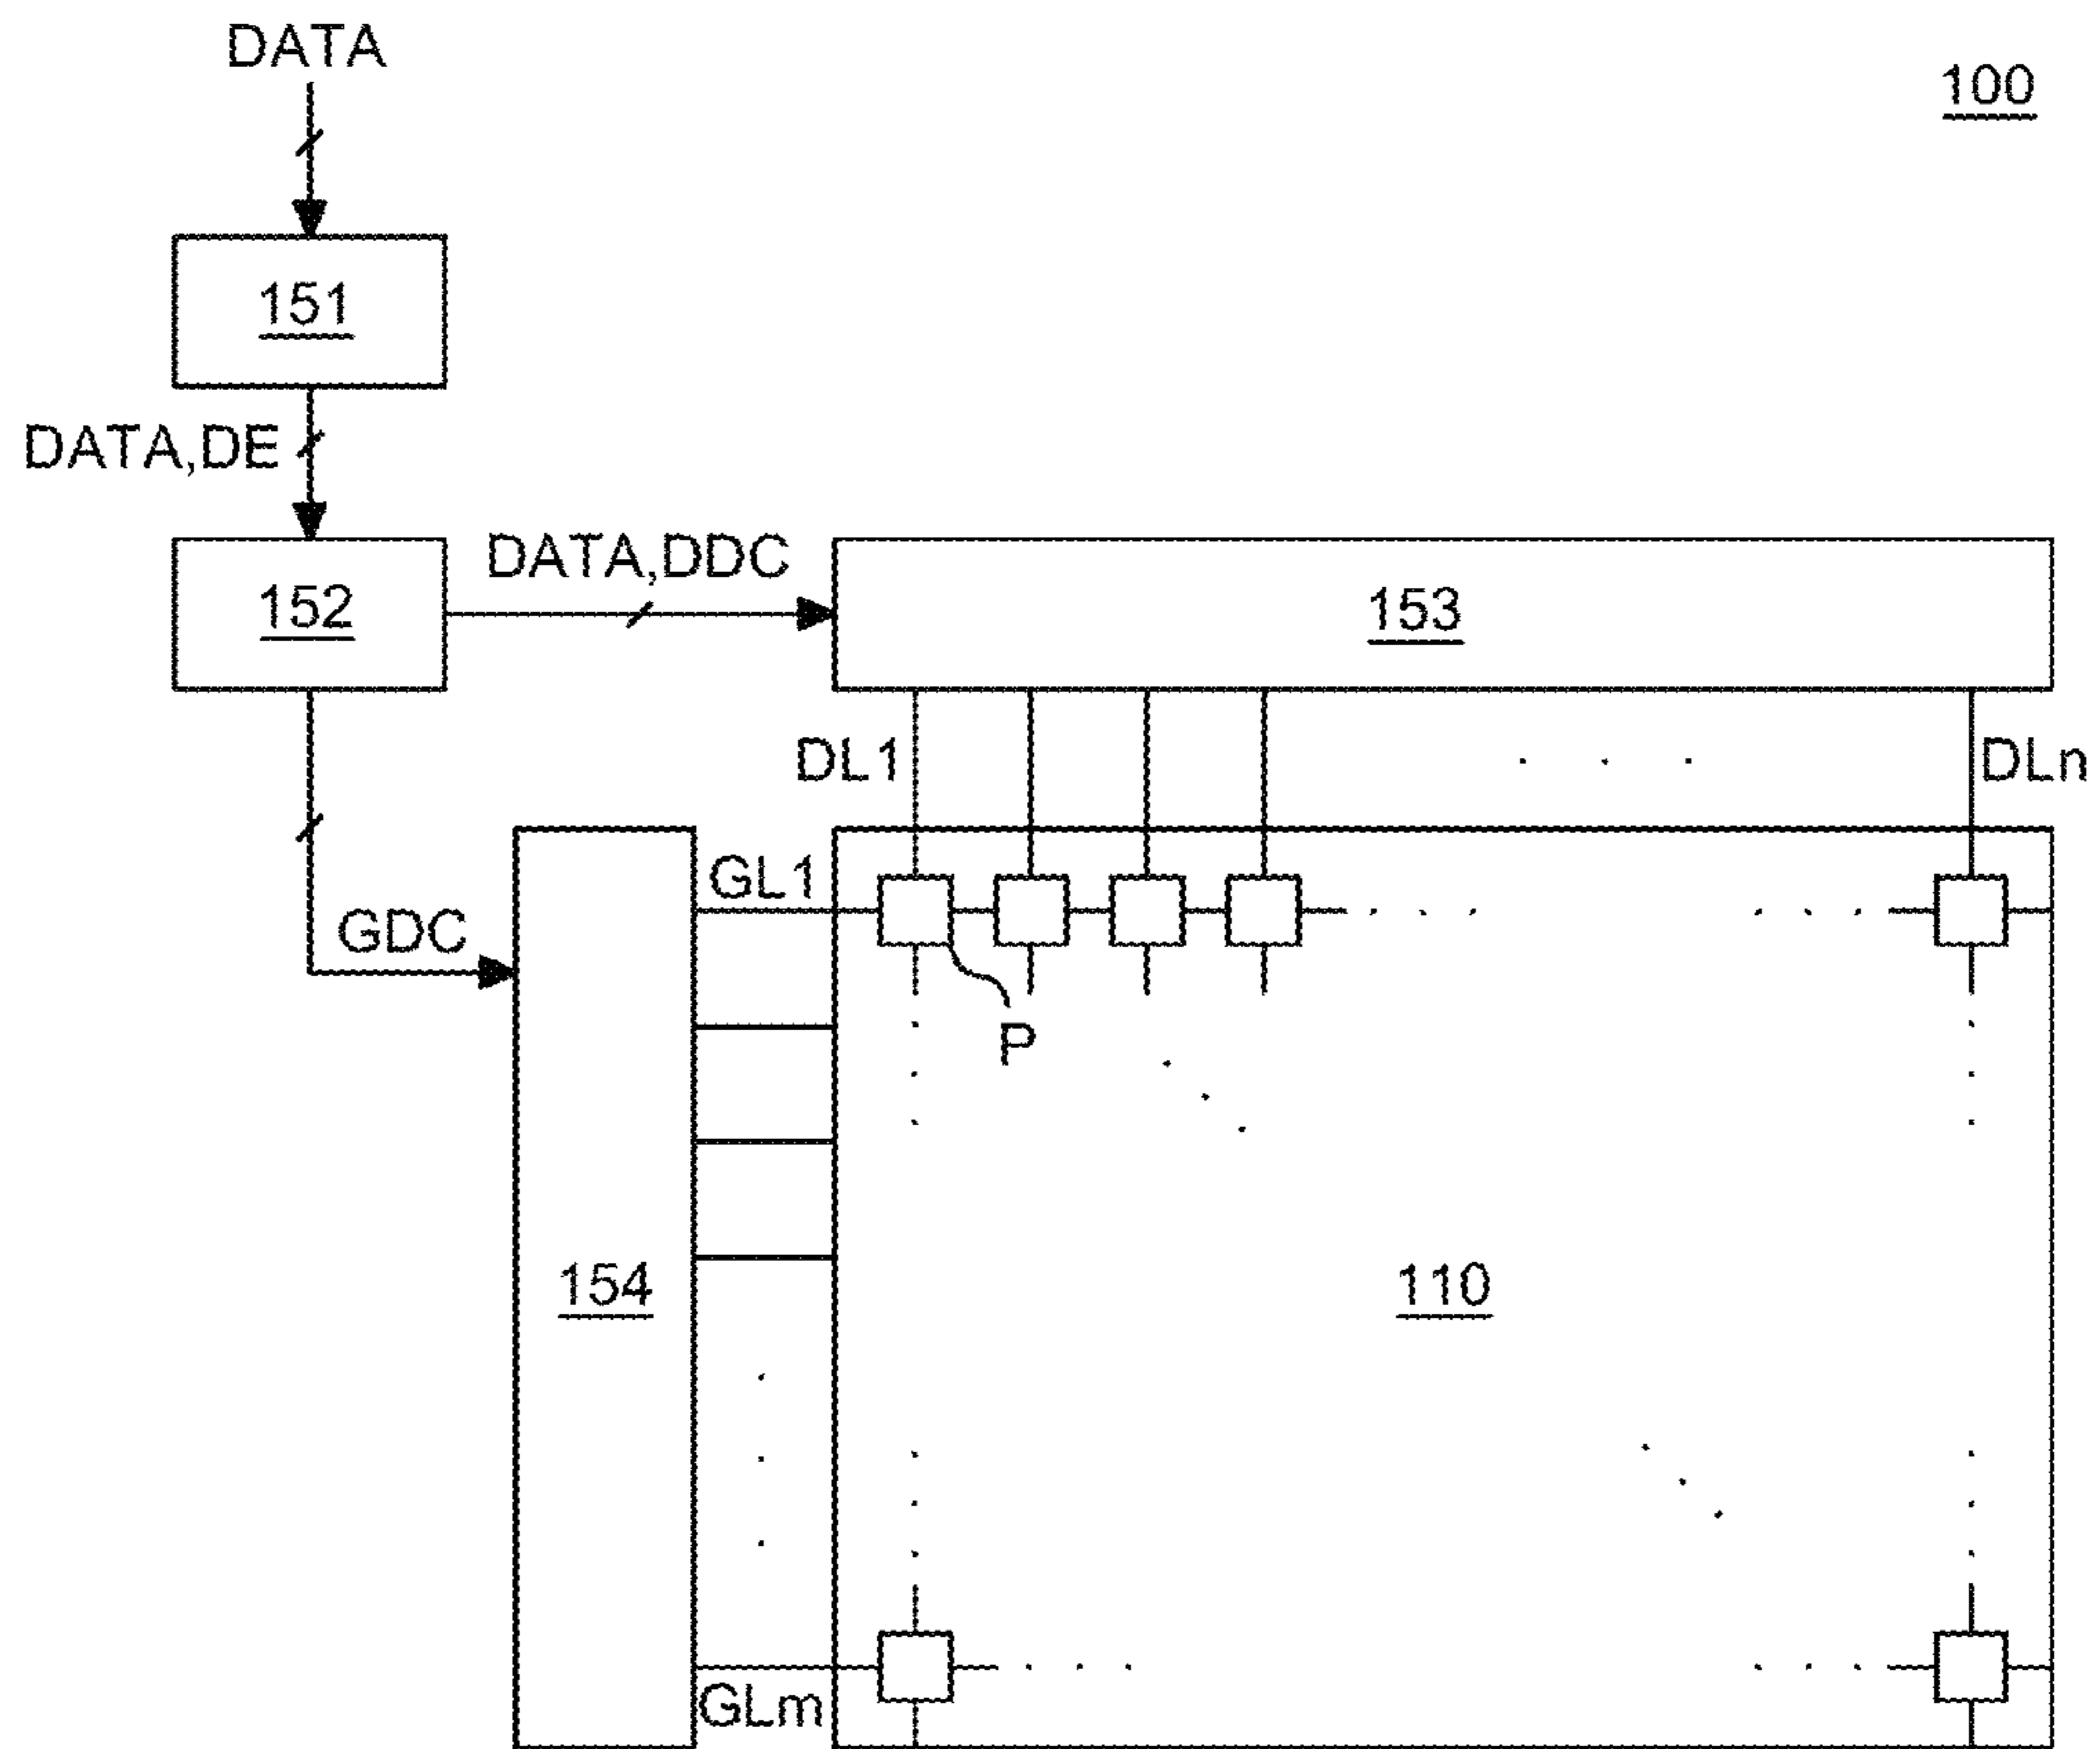 DATA
100
151
DATA,DE
152
DATA,DDC
153
DL1
DLn
GL1
GDC
P
154
110
GLm